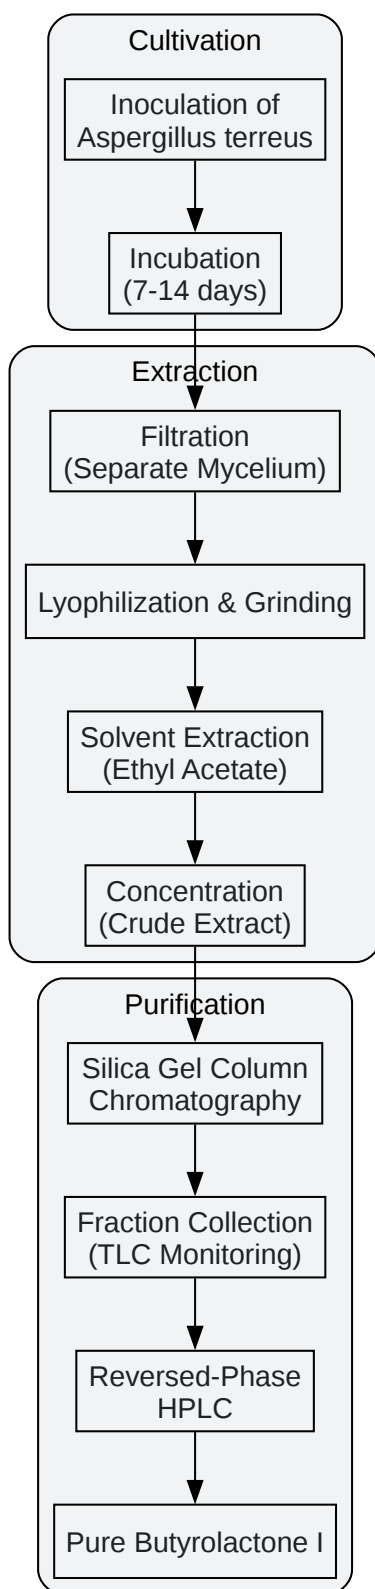 Cultivation
Inoculation of
Aspergillus terreus
Incubation
(7-14 days)
Extraction
Filtration
(Separate Mycelium)
Lyophilization & Grinding
Solvent Extraction
(Ethyl Acetate)
Concentration
(Crude Extract)
Purification
Silica Gel Column
Chromatography
Fraction Collection
(TLC Monitoring)
Reversed-Phase
HPLC
Pure Butyrolactone I